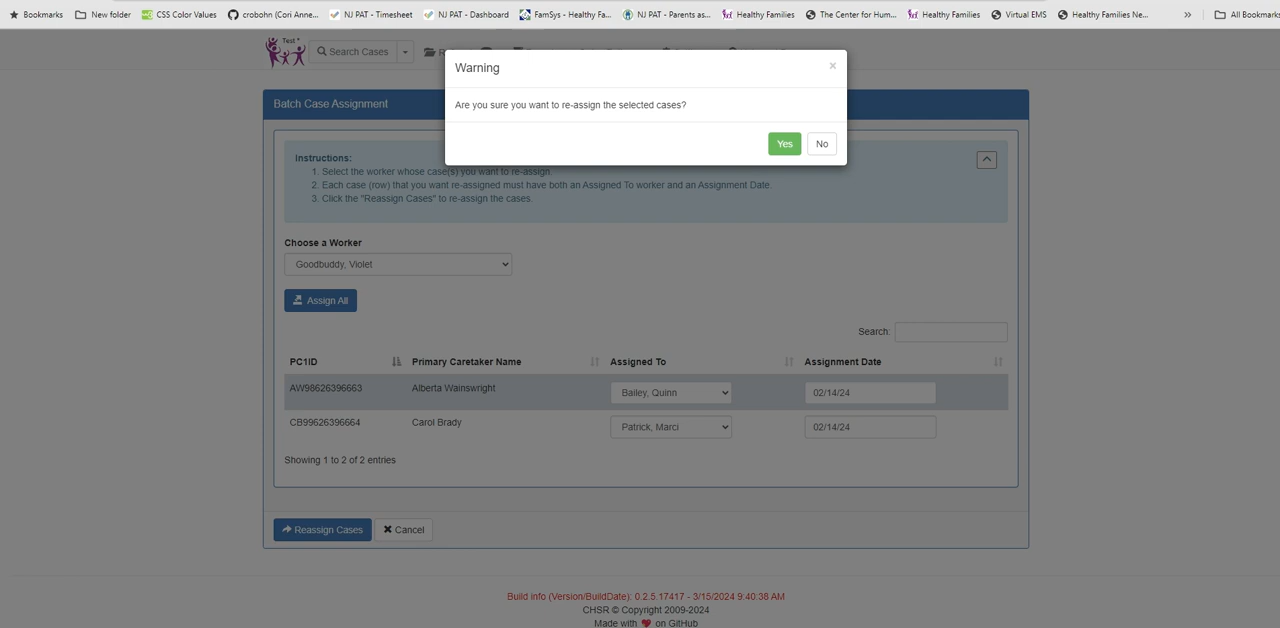 Bookmarks New folder CSS Color Values crobohn (Cori Anne... NJ PAT - Timesheet NJ PAT - Dashboard FamSys - Healthy Fa... NJ PAT - Parents as... Healthy Families The Center for Hum... Healthy Families Virtual EMS Healthy Families Ne... » All Bookmarks
Test *
Search Cases
Warning ×
Are you sure you want to re-assign the selected cases?
Yes No
Batch Case Assignment
Instructions:
1. Select the worker whose case(s) you want to re-assign.
2. Each case (row) that you want re-assigned must have both an Assigned To worker and an Assignment Date.
3. Click the "Reassign Cases" to re-assign the cases.
Choose a Worker
Goodbuddy, Violet
Assign All
Search:
PC1ID Primary Caretaker Name Assigned To Assignment Date
AW98626396663 Alberta Wainswright Bailey, Quinn 02/14/24
CB99626396664 Carol Brady Patrick, Marci 02/14/24
Showing 1 to 2 of 2 entries
Reassign Cases Cancel
Build info (Version/BuildDate): 0.2.5.17417 - 3/15/2024 9:40:38 AM
CHSR © Copyright 2009-2024
Made with ❤ on GitHub